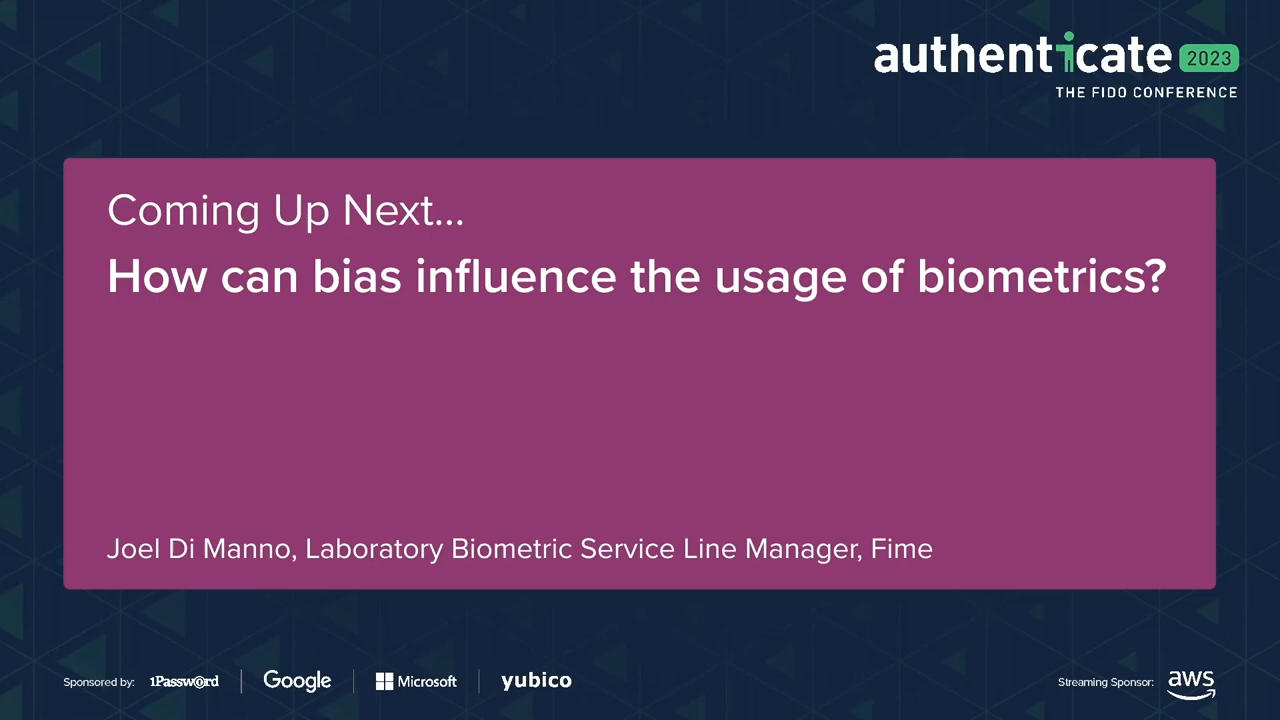 authenticate 2023
THE FIDO CONFERENCE
Coming Up Next...
How can bias influence the usage of biometrics?
Joel Di Manno, Laboratory Biometric Service Line Manager, Fime
Sponsored by: 1Password Google Microsoft yubico Streaming Sponsor: aws